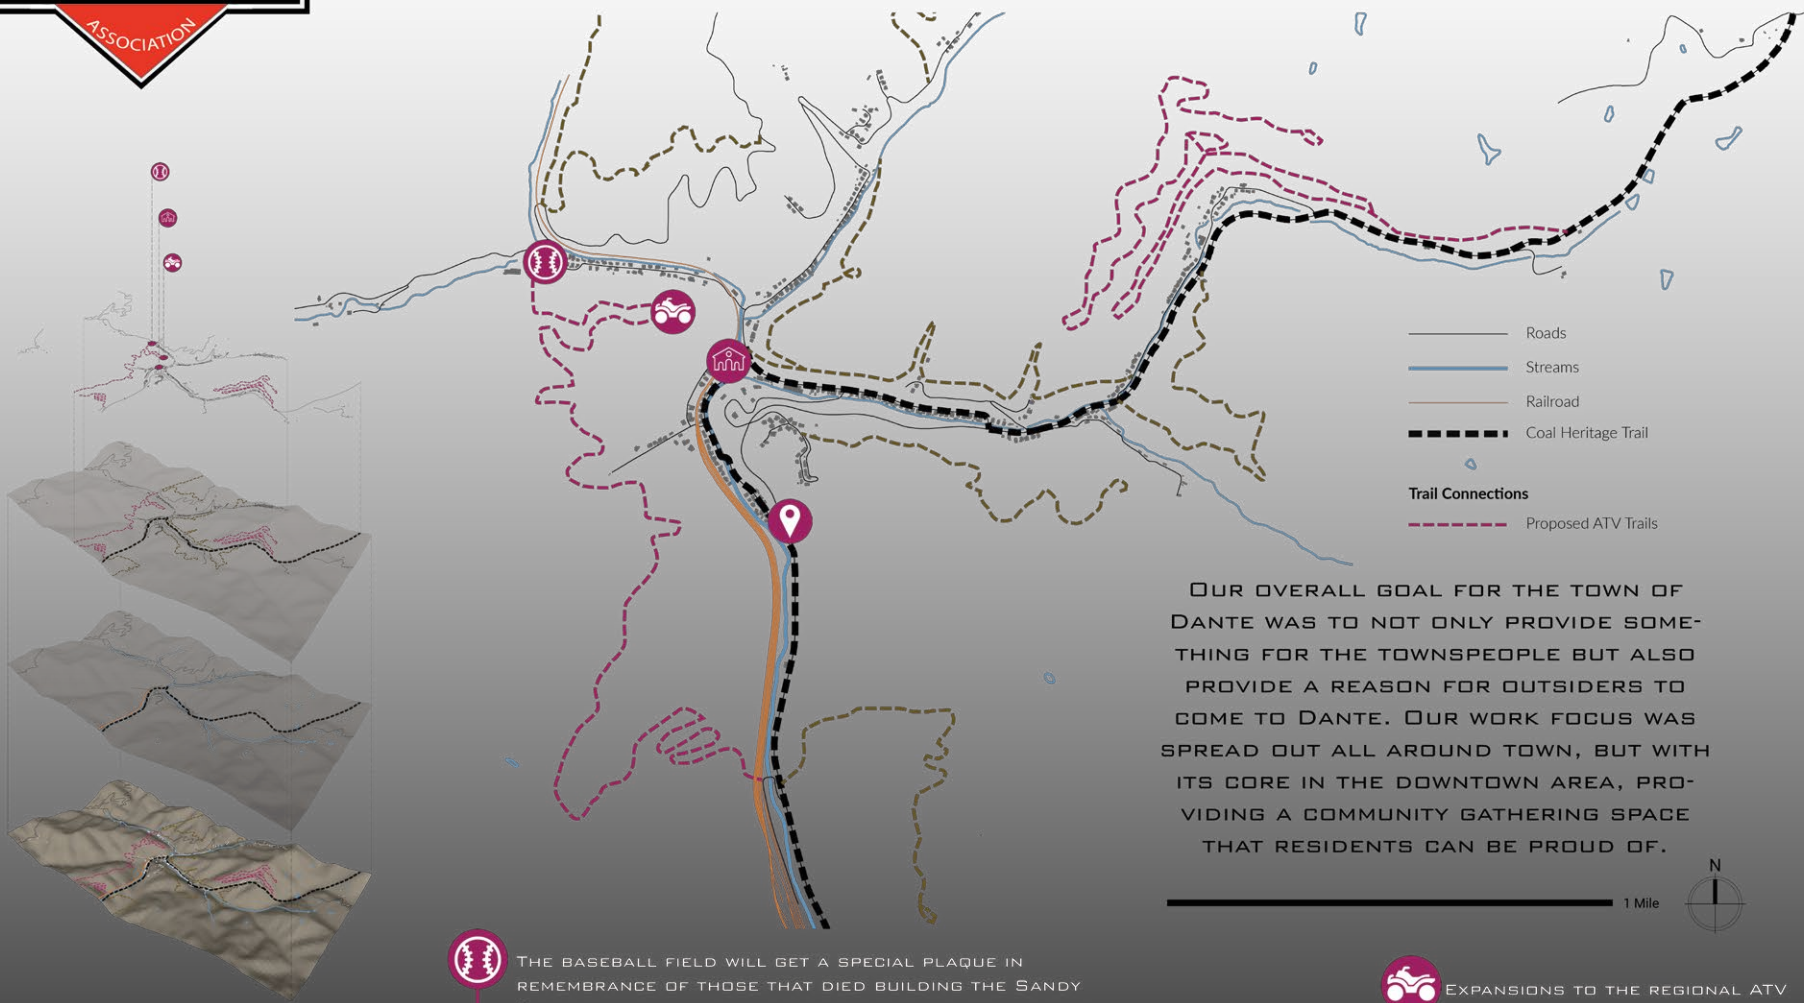 ASSOCIATION
Roads
Streams
Railroad
Coal Heritage Trail
Trail Connections
Proposed ATV Trails
OUR OVERALL GOAL FOR THE TOWN OF
DANTE WAS TO NOT ONLY PROVIDE SOME-
THING FOR THE TOWNSPEOPLE BUT ALSO
PROVIDE A REASON FOR OUTSIDERS TO
COME TO DANTE. OUR WORK FOCUS WAS
SPREAD OUT ALL AROUND TOWN, BUT WITH
ITS CORE IN THE DOWNTOWN AREA, PRO-
VIDING A COMMUNITY GATHERING SPACE
THAT RESIDENTS CAN BE PROUD OF.
N
1 Mile
THE BASEBALL FIELD WILL GET A SPECIAL PLAQUE IN
REMEMBRANCE OF THOSE THAT DIED BUILDING THE SANDY
EXPANSIONS TO THE REGIONAL ATV